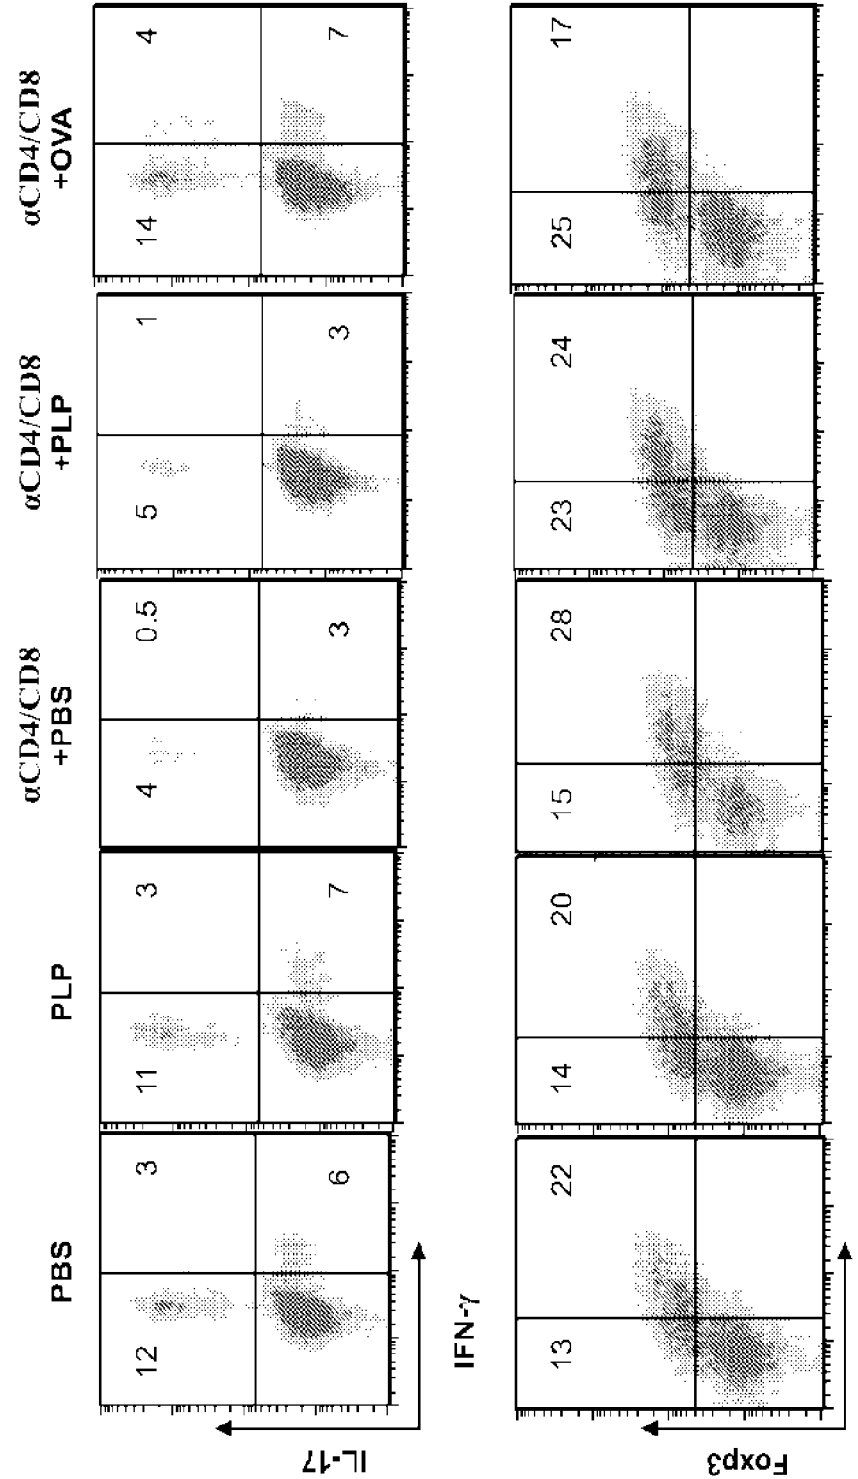 αCD4/CD8 αCD4/CD8 αCD4/CD8
PBS PLP +PBS +PLP +OVA
12 3 11 3 4 0.5 5 1 14 4
IL-17 6 7 3 3 7
IFN-γ
13 22 14 20 15 28 23 24 25 17
Foxp3